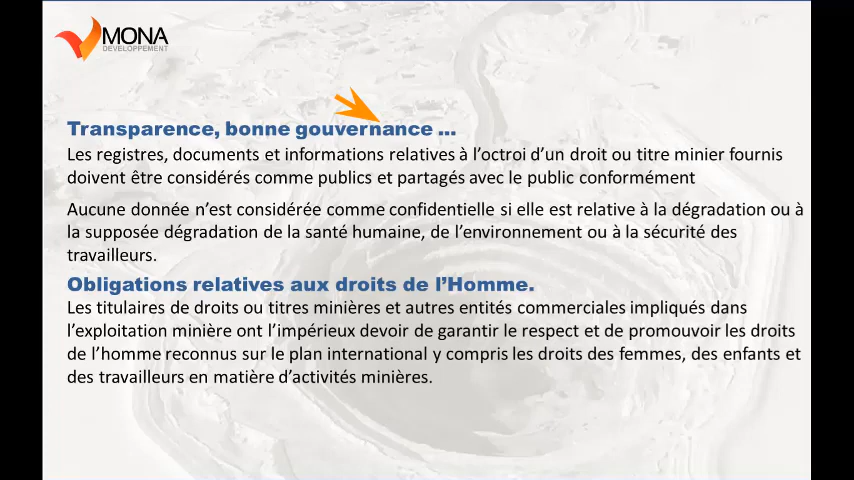 MONA
DEVELOPPEMENT
Transparence, bonne gouvernance ...
Les registres, documents et informations relatives à l’octroi d’un droit ou titre minier fournis
doivent être considérés comme publics et partagés avec le public conformément
Aucune donnée n’est considérée comme confidentielle si elle est relative à la dégradation ou à
la supposée dégradation de la santé humaine, de l’environnement ou à la sécurité des
travailleurs.
Obligations relatives aux droits de l’Homme.
Les titulaires de droits ou titres minières et autres entités commerciales impliqués dans
l’exploitation minière ont l’impérieux devoir de garantir le respect et de promouvoir les droits
de l’homme reconnus sur le plan international y compris les droits des femmes, des enfants et
des travailleurs en matière d’activités minières.